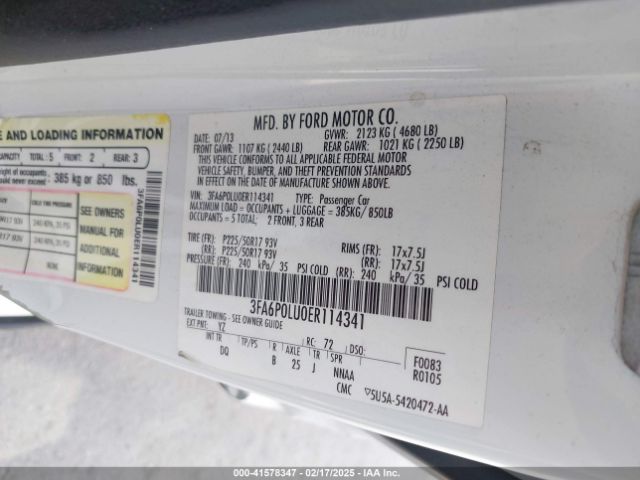 E AND LOADING INFORMATION
CAPACITY TOTAL: 5 FRONT: 2 REAR: 3
385 kg or 850 lbs.
SEE OWNERS
MANUAL FOR
ADDITIONAL
INFORMATION
NONE
3FA6P0LU0ER114341
MFD. BY FORD MOTOR CO.
DATE: 07/13 GVWR: 2123 KG ( 4680 LB)
FRONT GAWR: 1107 KG ( 2440 LB) REAR GAWR: 1021 KG ( 2250 LB)
THIS VEHICLE CONFORMS TO ALL APPLICABLE FEDERAL MOTOR
VEHICLE SAFETY, BUMPER, AND THEFT PREVENTION STANDARDS
IN EFFECT ON THE DATE OF MANUFACTURE SHOWN ABOVE.
VIN: 3FA6P0LU0ER114341 TYPE: Passenger Car
MAXIMUM LOAD = OCCUPANTS + LUGGAGE = 385KG/ 850LB
OCCUPANTS = 5 TOTAL; 2 FRONT, 3 REAR
TIRE (F): P225/50R17 93V RIMS (F): 17x7.5J
(R): P225/50R17 93V (R): 17x7.5J
PRESSURE (F): 240 kPa/ 35 PSI COLD (R): 240 kPa/ 35 PSI COLD
3FA6P0LU0ER114341
TRAILER TOWING - SEE OWNER GUIDE
EXT PNT: YZ RC: 72 DSO: F0083
INT TR TP/PS R AXLE TR SPR R0105
DQ B 25 J NNAA
CMC 5U5A-5420472-AA
00-41578347 - 02/17/2025 - IAA, Inc.